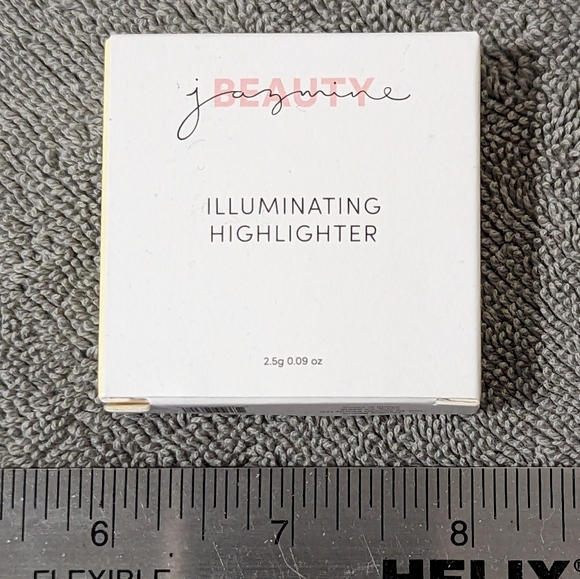 jazmine
BEAUTY
ILLUMINATING
HIGHLIGHTER
2.5g 0.09 oz
6 7 8
FLEXIBLE HELIX®